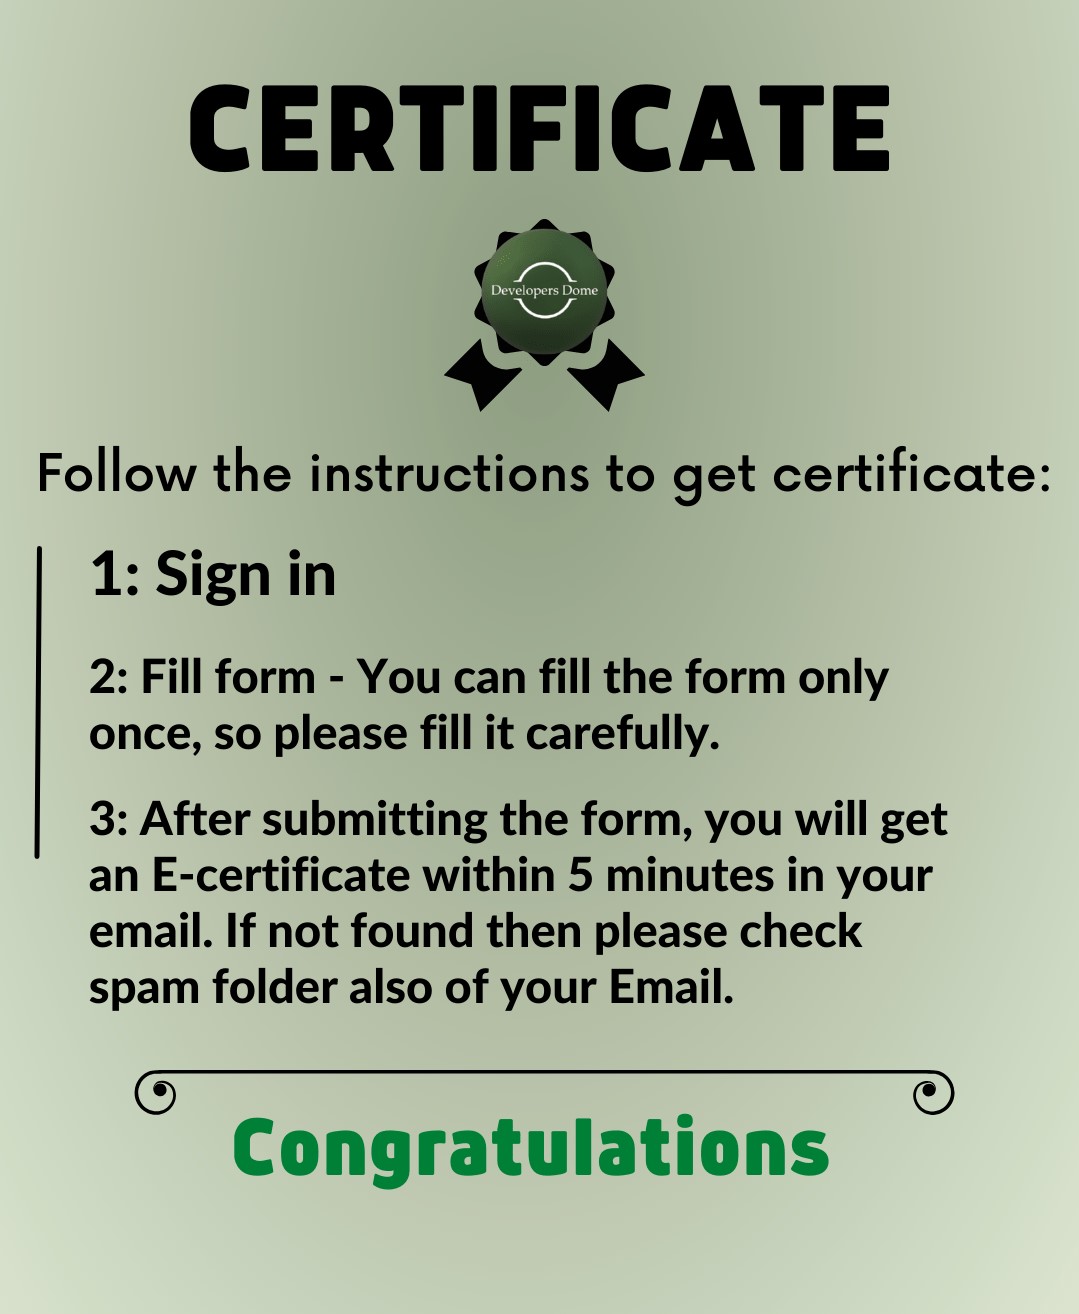 CERTIFICATE
Developers Dome
Follow the instructions to get certificate:
1: Sign in
2: Fill form - You can fill the form only
once, so please fill it carefully.
3: After submitting the form, you will get
an E-certificate within 5 minutes in your
email. If not found then please check
spam folder also of your Email.
Congratulations